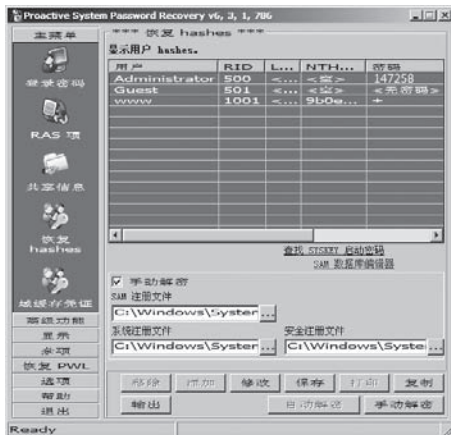 Proactive System Password Recovery v6, 3, 1, 706
主菜单
登录密码
RAS 项
共享信息
恢复
hashes
域缓存凭证
高级功能
显示
杂项
恢复 PWL
选项
帮助
退出
*** 恢复 hashes ***
显示用户 hashes。
用户 RID L... NTH... 密码
Administrator 500 <... <空> 147258
Guest 501 <... <空> <无密码>
www 1001 <... 9b0e... +
查找 SYSKEY 启动密码
SAM 数据库编辑器
手动解密
SAM 注册文件
C:\Windows\System ...
系统注册文件 安全注册文件
C:\Windows\System ... C:\Windows\Syste ...
移除 增加 修改 保存 打印 复制
输出 自动解密 手动解密
Ready